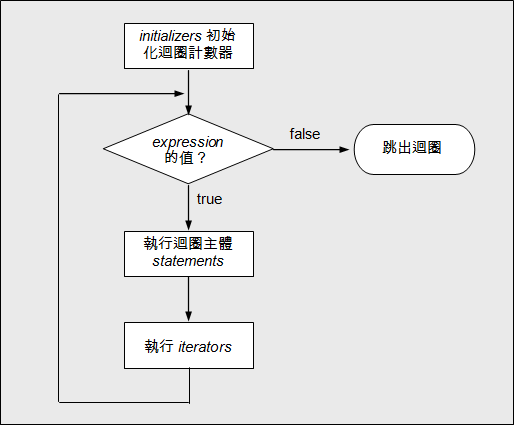 initializers 初始
化迴圈計數器
expression
的值？
false
跳出迴圈
true
執行迴圈主體
statements
執行 iterators